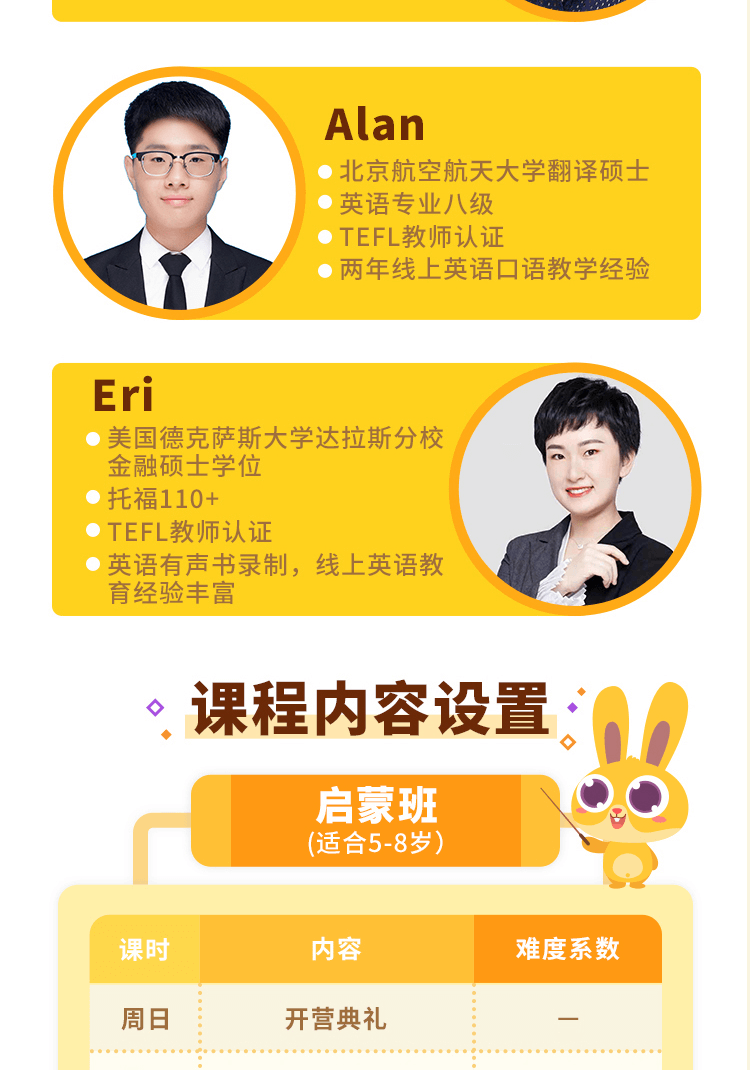 Alan
北京航空航天大学翻译硕士
英语专业八级
TEFL教师认证
两年线上英语口语教学经验
Eri
美国德克萨斯大学达拉斯分校
金融硕士学位
托福110+
TEFL教师认证
英语有声书录制，线上英语教
育经验丰富
课程内容设置
启蒙班
(适合5-8岁）
课时 内容 难度系数
周日 开营典礼 —